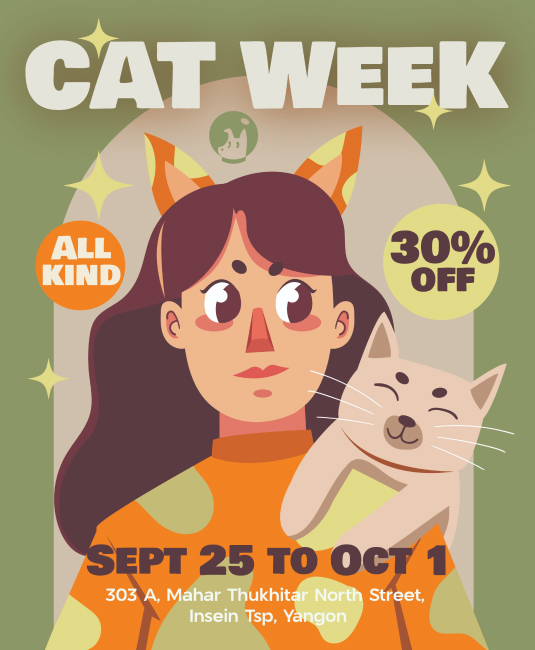 CAT WEEK
ALL
KIND
30%
OFF
SEPT 25 TO OCT 1
303 A, Mahar Thukhitar North Street,
Insein Tsp, Yangon